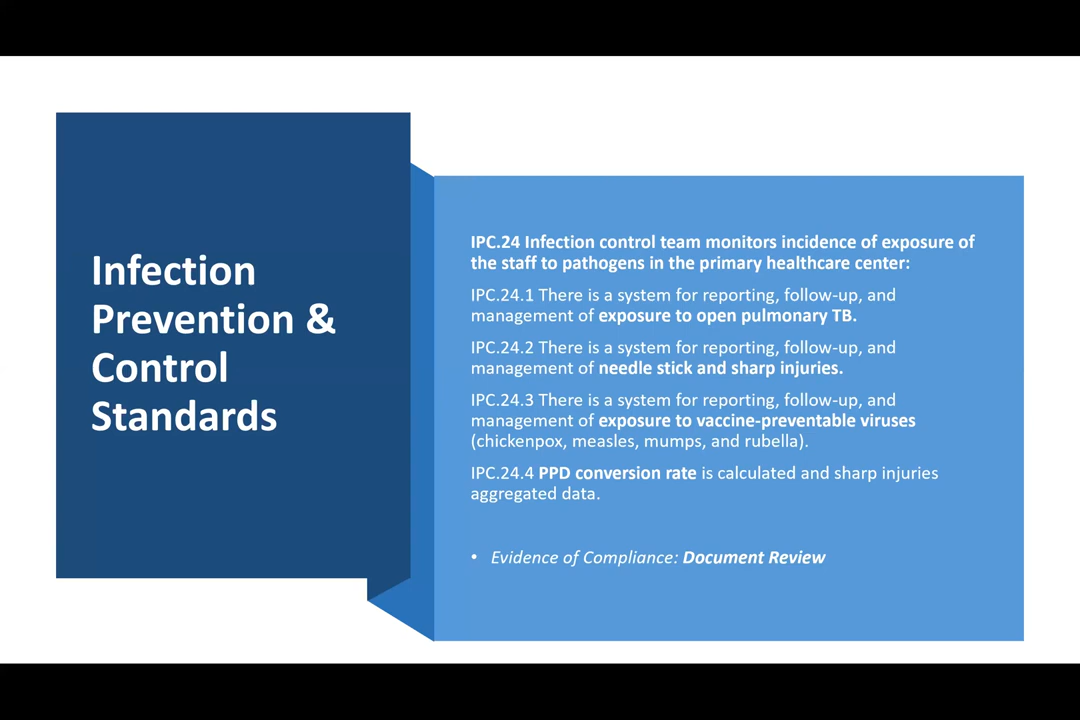 Infection
Prevention &
Control
Standards
IPC.24 Infection control team monitors incidence of exposure of
the staff to pathogens in the primary healthcare center:
IPC.24.1 There is a system for reporting, follow-up, and
management of exposure to open pulmonary TB.
IPC.24.2 There is a system for reporting, follow-up, and
management of needle stick and sharp injuries.
IPC.24.3 There is a system for reporting, follow-up, and
management of exposure to vaccine-preventable viruses
(chickenpox, measles, mumps, and rubella).
IPC.24.4 PPD conversion rate is calculated and sharp injuries
aggregated data.
• Evidence of Compliance: Document Review